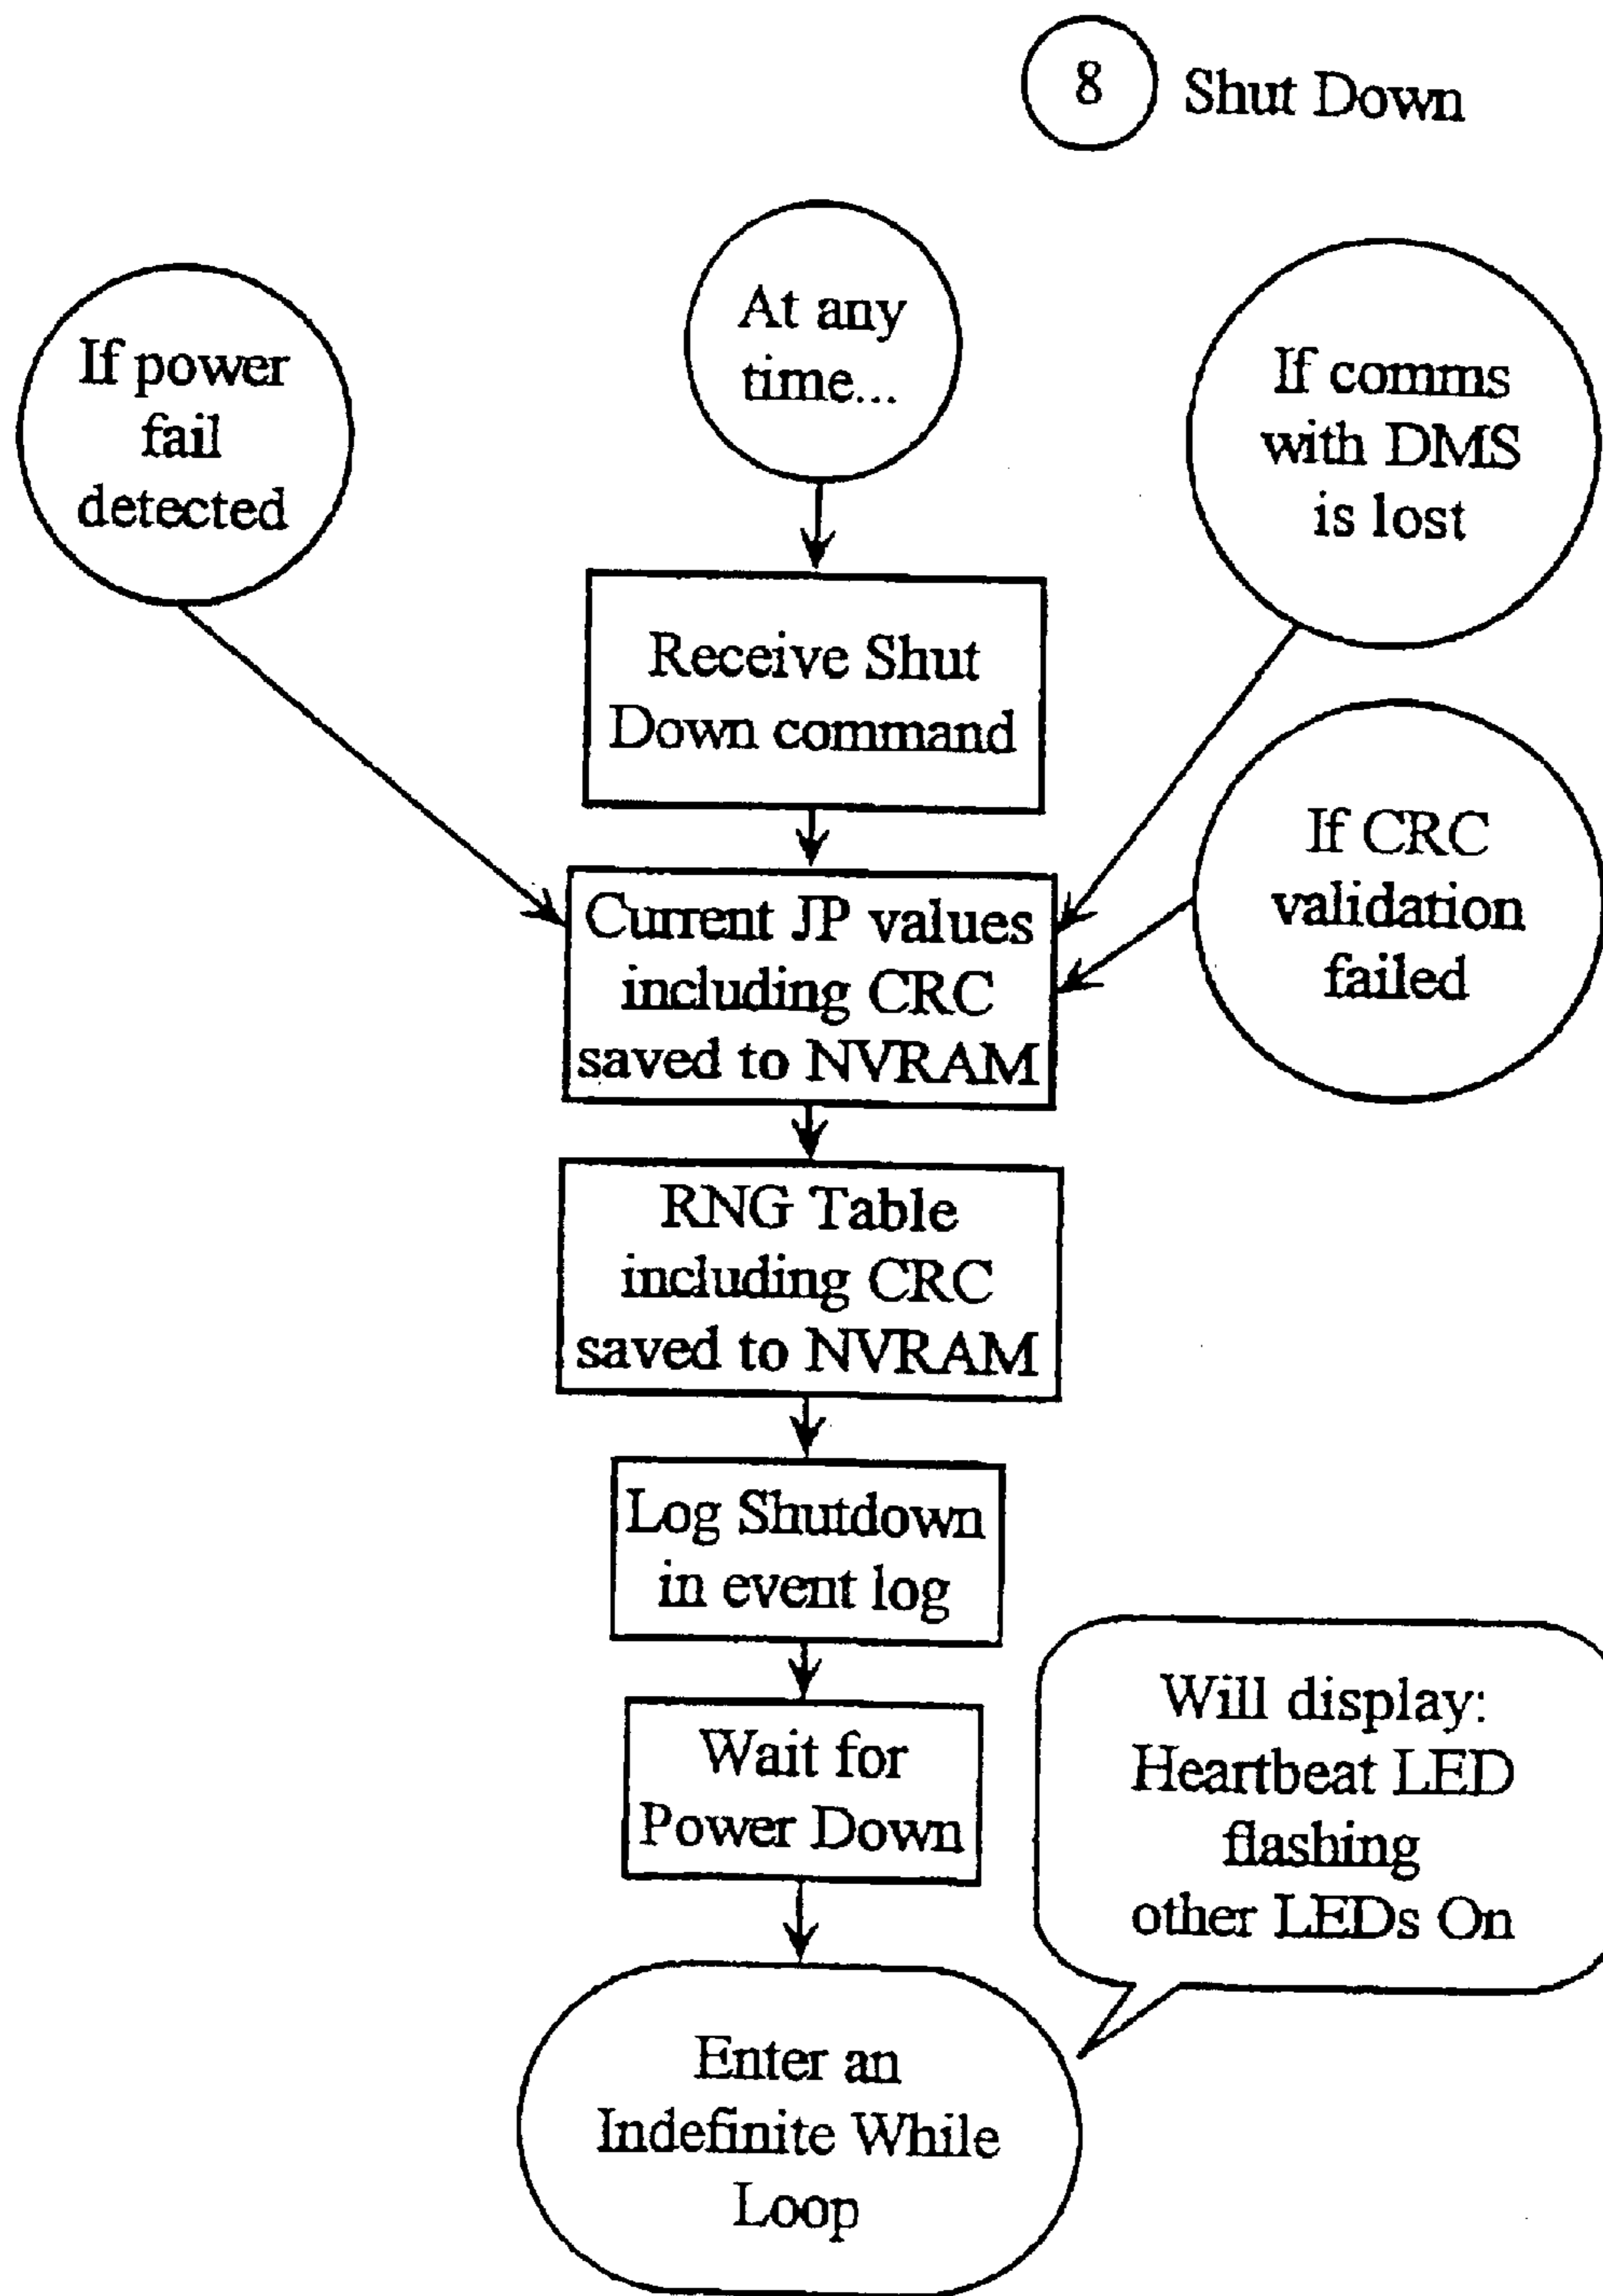 8 Shut Down
At any
time...
If power
fail
detected
If comms
with DMS
is lost
Receive Shut
Down command
If CRC
validation
failed
Current JP values
including CRC
saved to NVRAM
RNG Table
including CRC
saved to NVRAM
Log Shutdown
in event log
Wait for
Power Down
Will display:
Heartbeat LED
flashing
other LEDs On
Enter an
Indefinite While
Loop